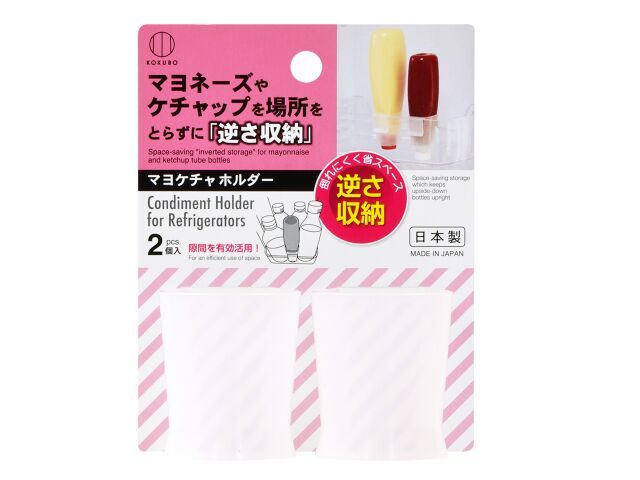 KOKUBO
マヨネーズや
ケチャップを場所を
とらずに「逆さ収納」
Space-saving "inverted storage" for mayonnaise
and ketchup tube bottles
マヨケチャホルダー
Condiment Holder
for Refrigerators
2 pcs. 個入
隙間を有効活用!
For an efficient use of space
倒れにくく省スペース
逆さ
収納
Space-saving storage
which keeps
upside-down
bottles upright
日本製
MADE IN JAPAN